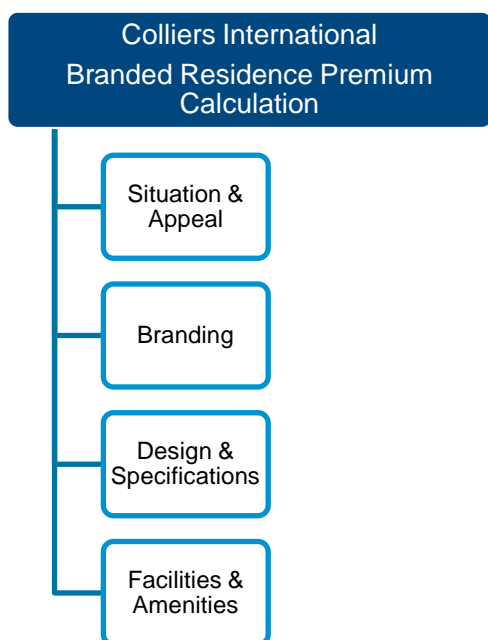 Colliers International
Branded Residence Premium
Calculation
Situation &
Appeal
Branding
Design &
Specifications
Facilities &
Amenities